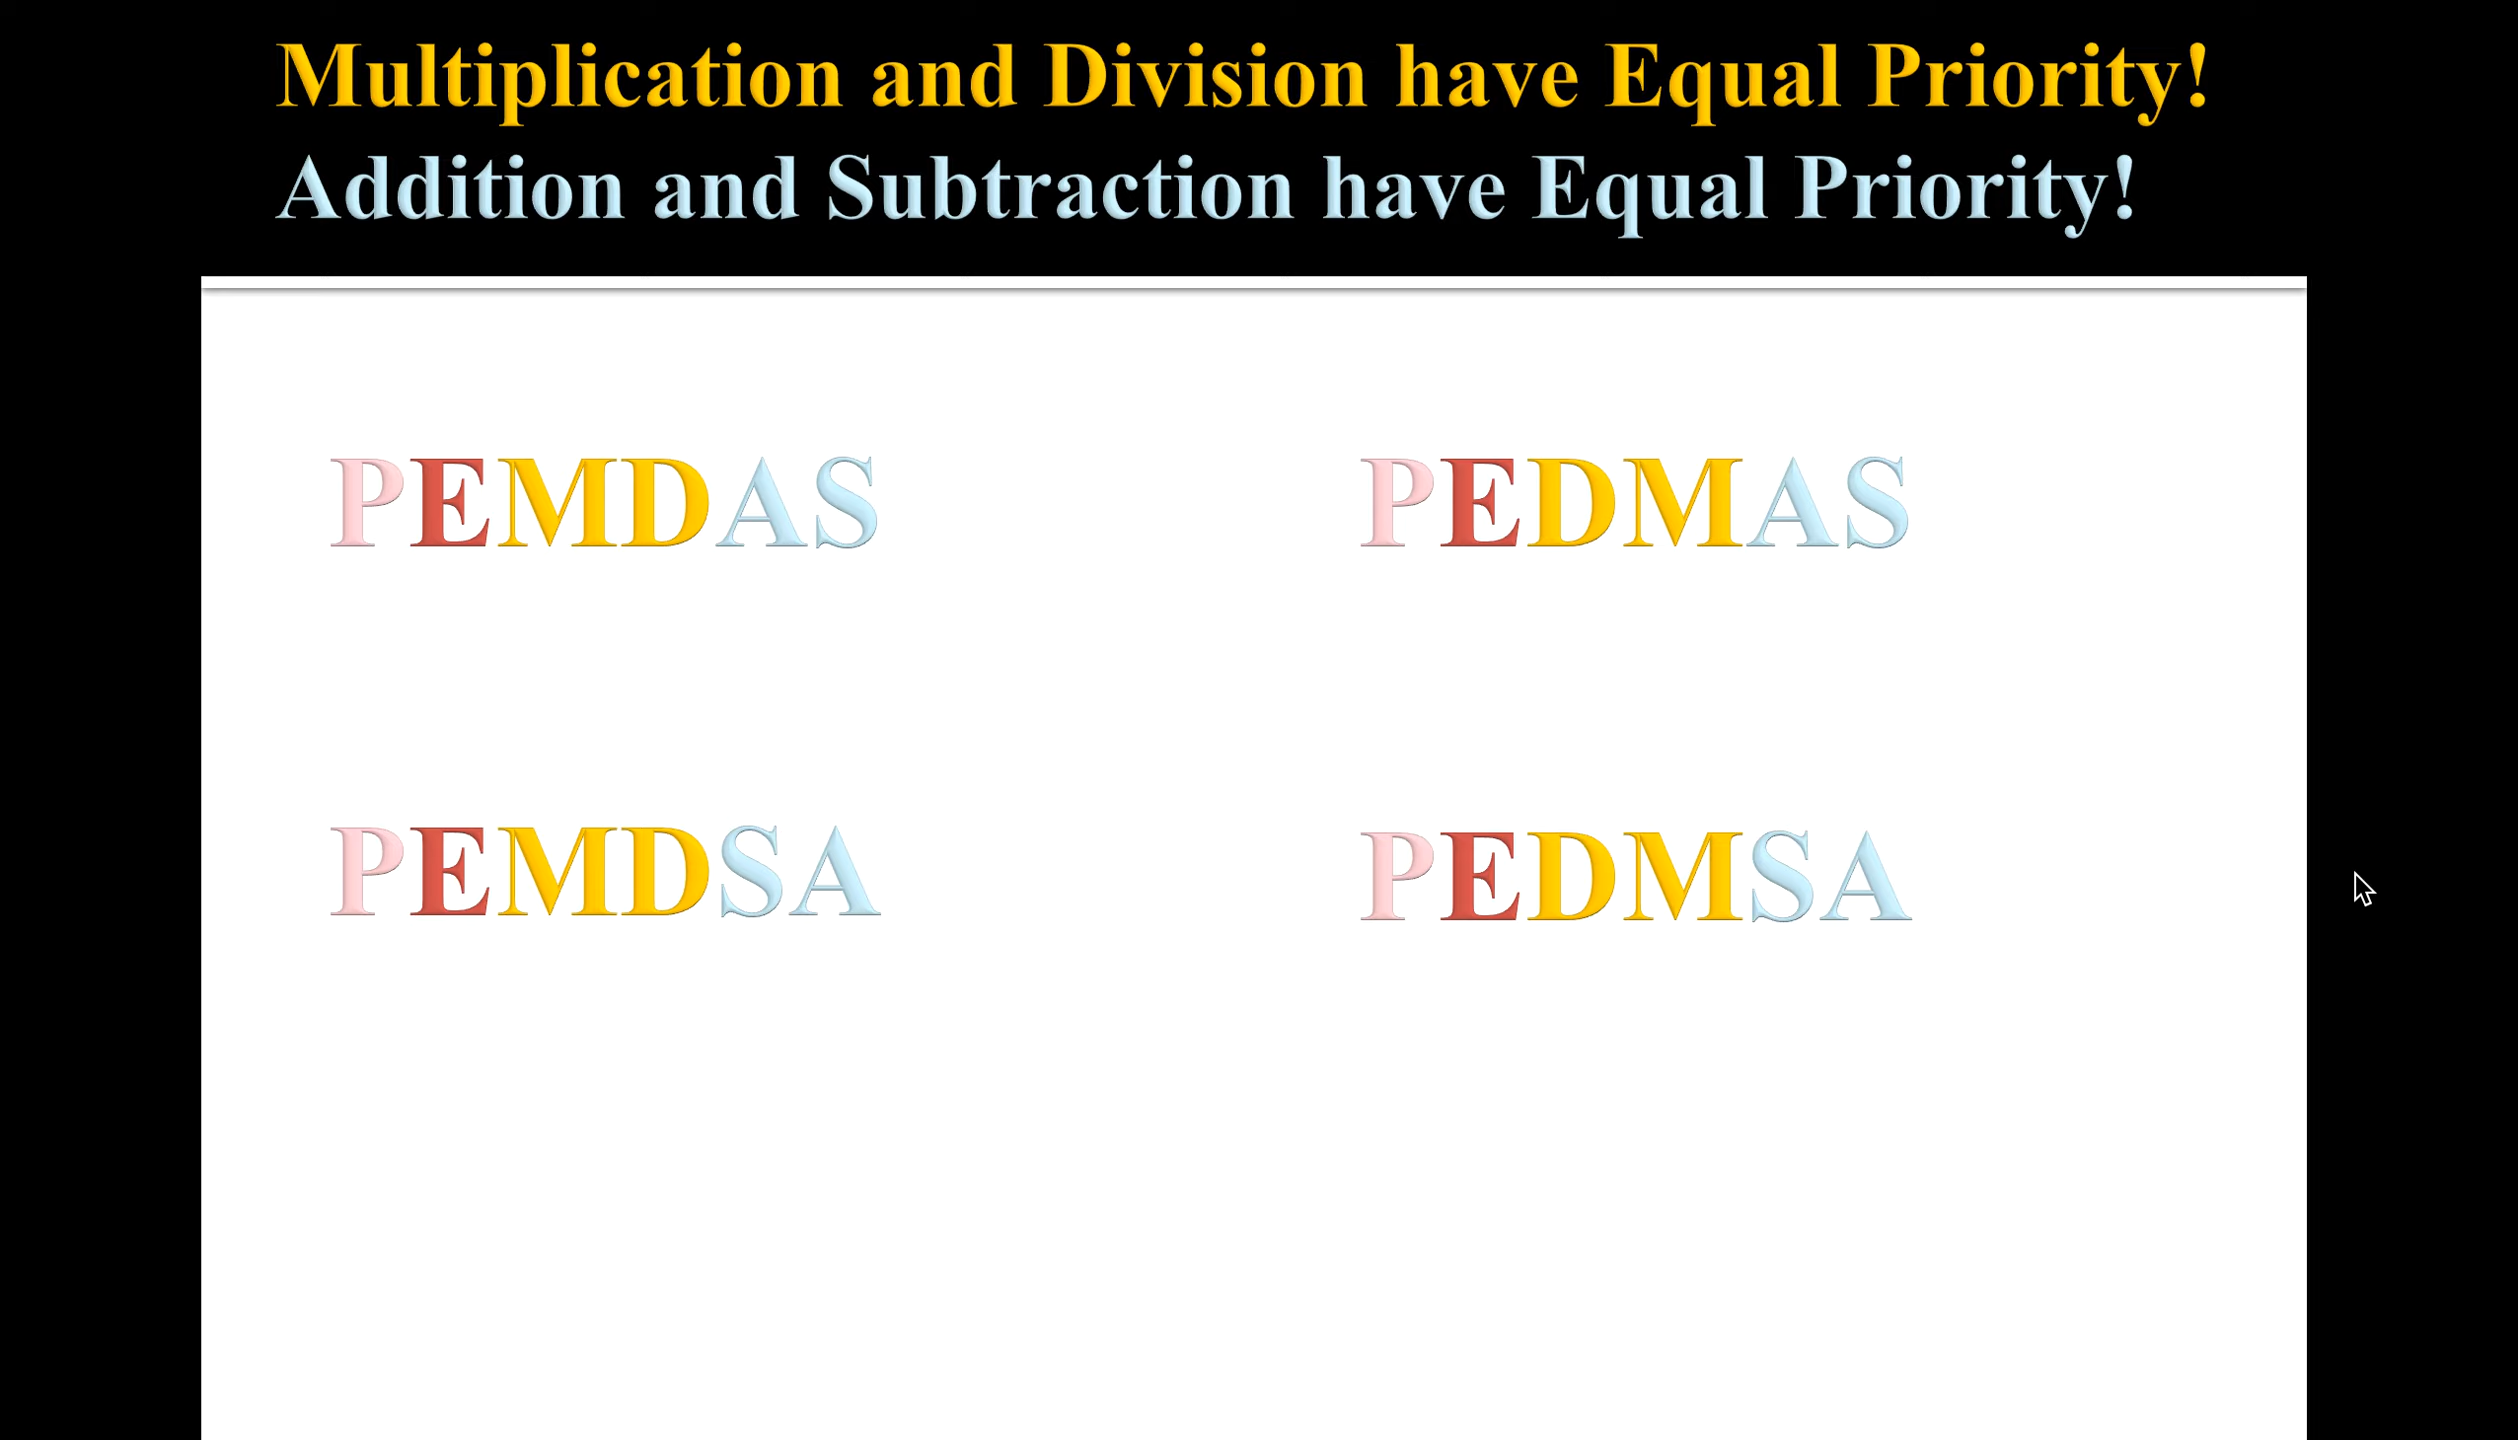 Multiplication and Division have Equal Priority!
Addition and Subtraction have Equal Priority!
PEMDAS
PEDMAS
PEMDSA
PEDMSA